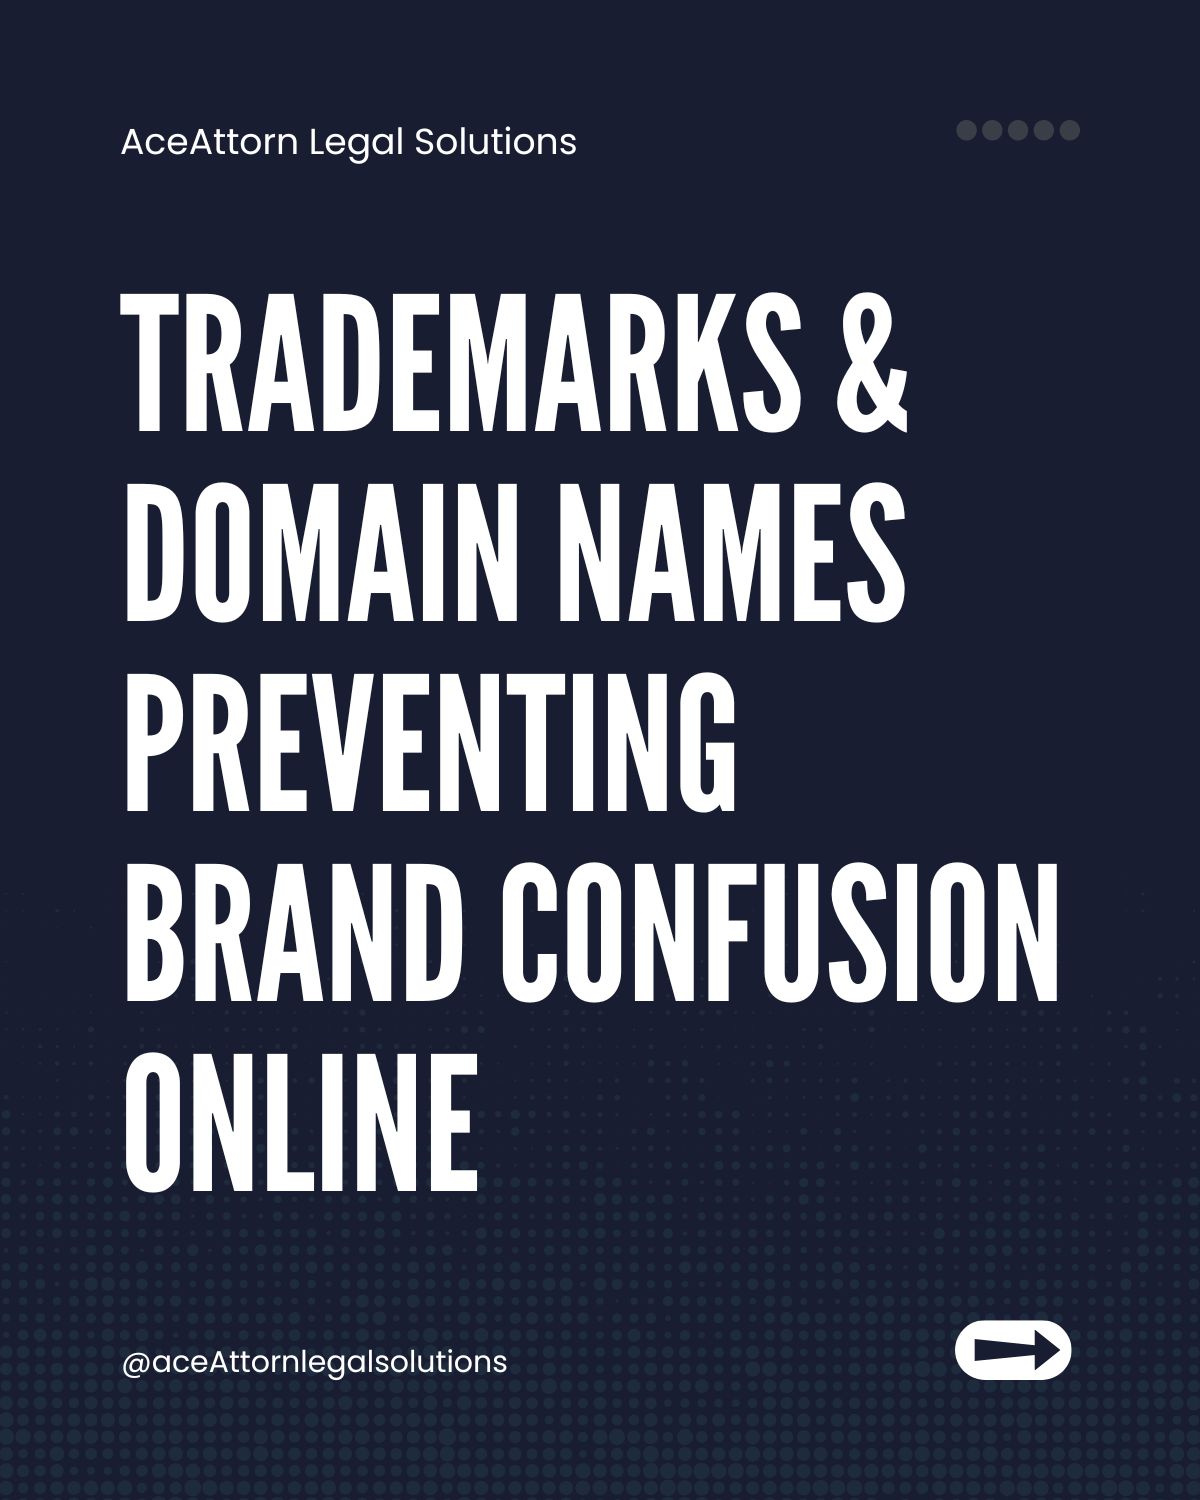 AceAttorn Legal Solutions
TRADEMARKS &
DOMAIN NAMES
PREVENTING
BRAND CONFUSION
ONLINE
@aceAttornlegalsolutions